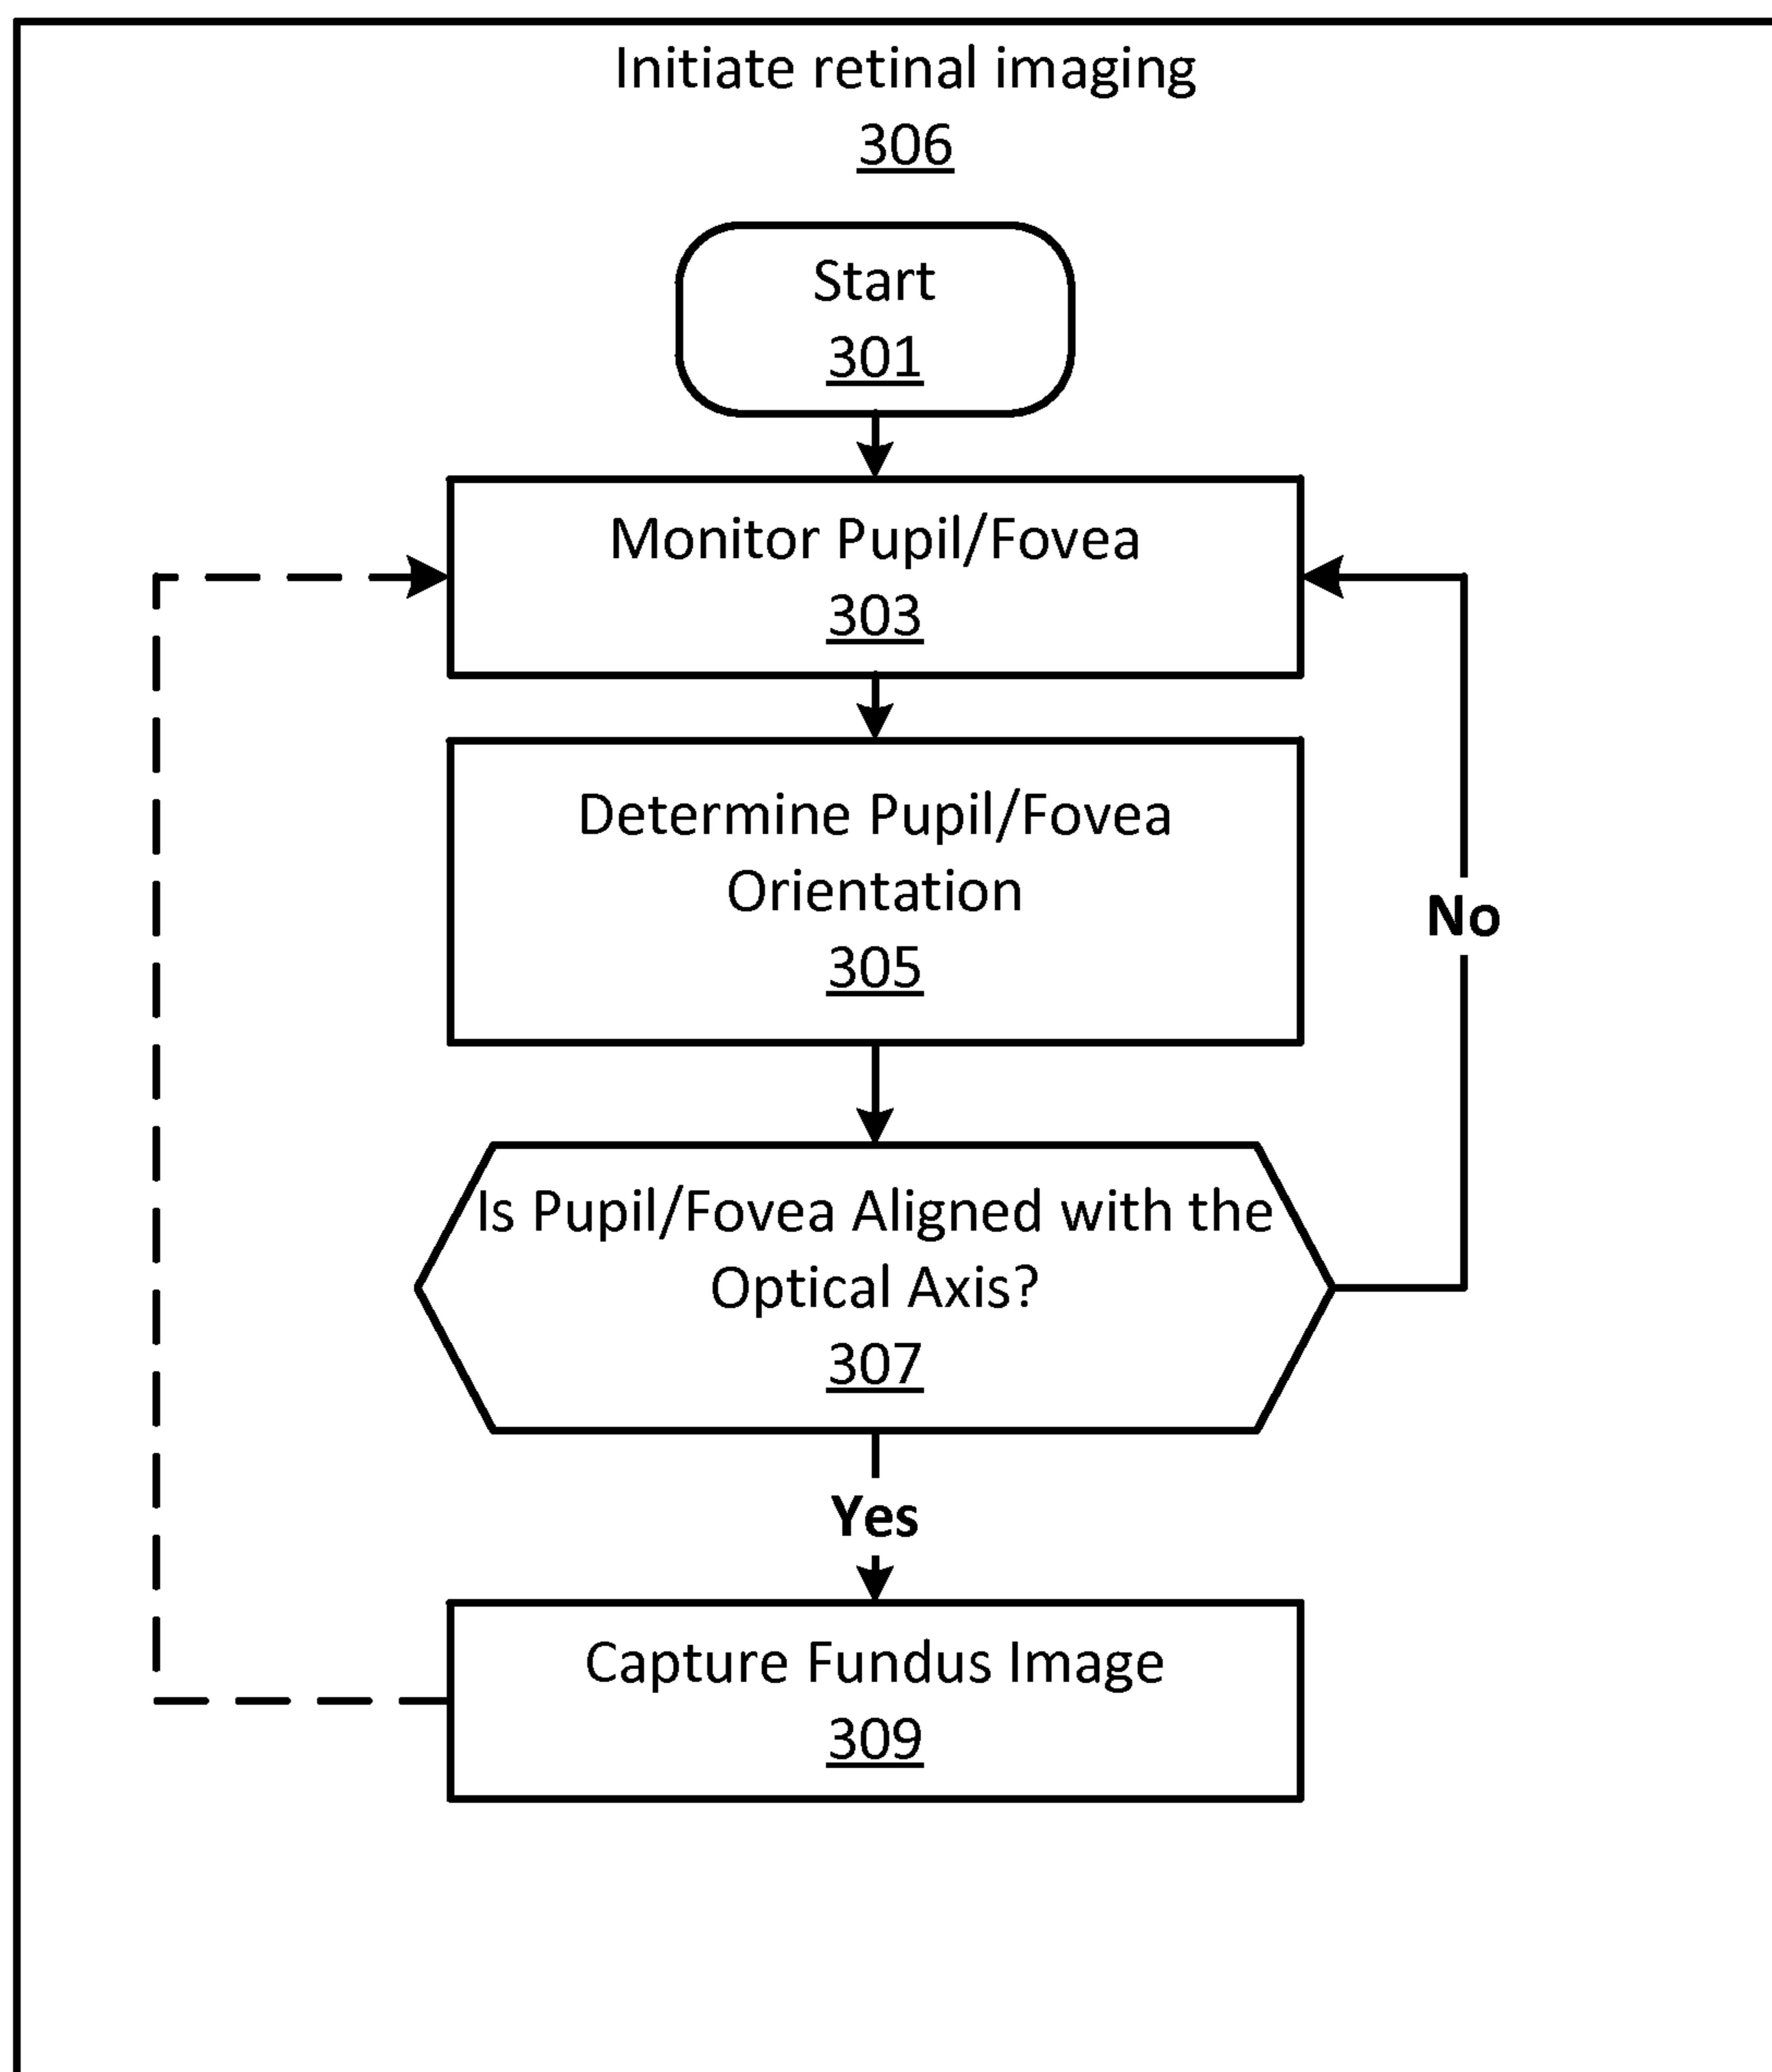 Initiate retinal imaging
306
Start
301
Monitor Pupil/Fovea
303
Determine Pupil/Fovea
Orientation
305
No
Is Pupil/Fovea Aligned with the
Optical Axis?
307
Yes
Capture Fundus Image
309